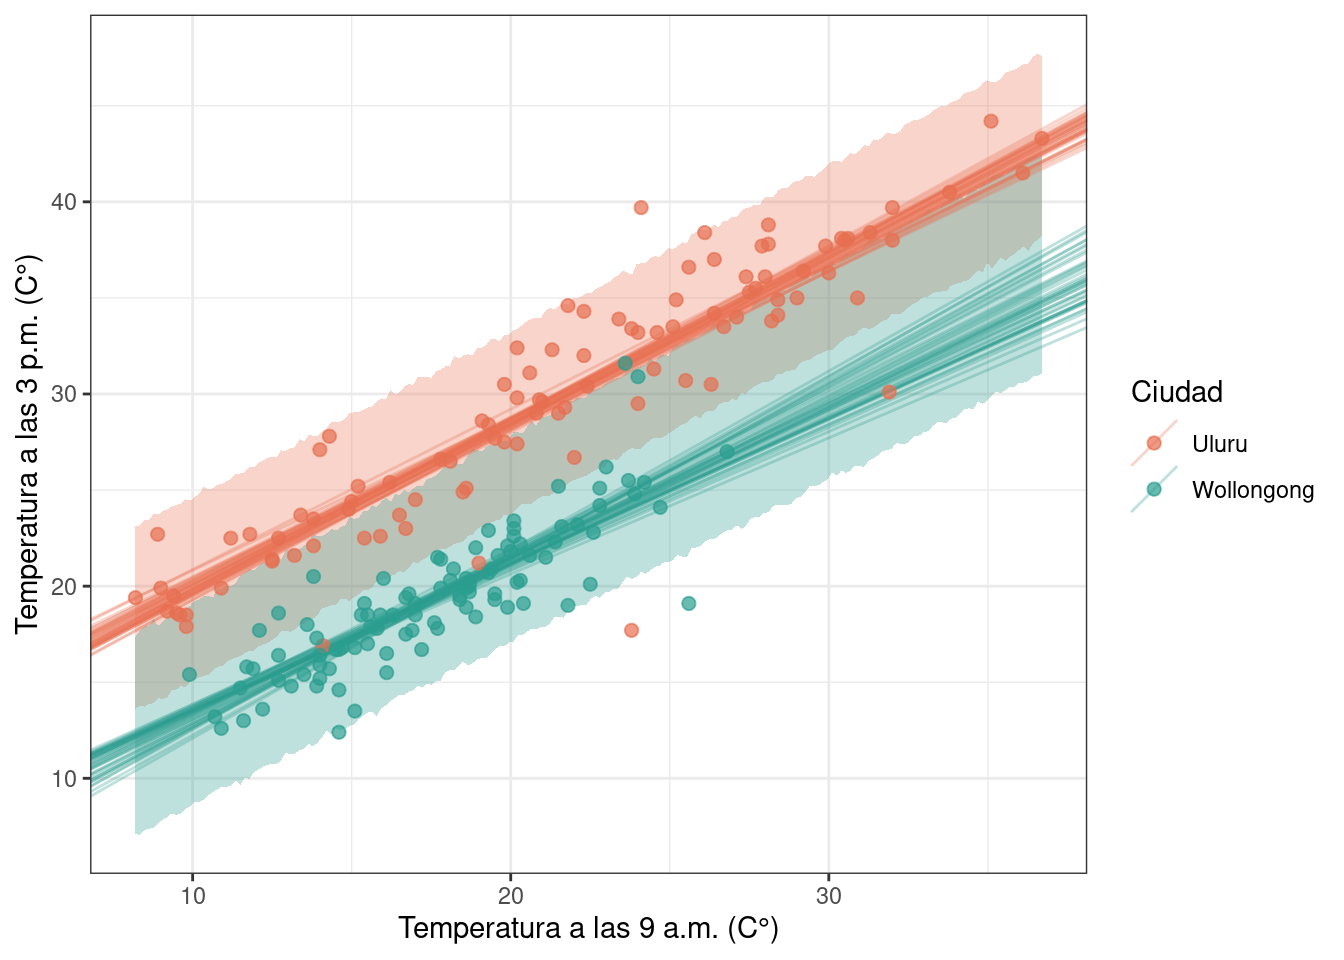 Temperatura a las 3 p.m. (C°)
40
30
20
10
10 20 30
Temperatura a las 9 a.m. (C°)
Ciudad
Uluru
Wollongong